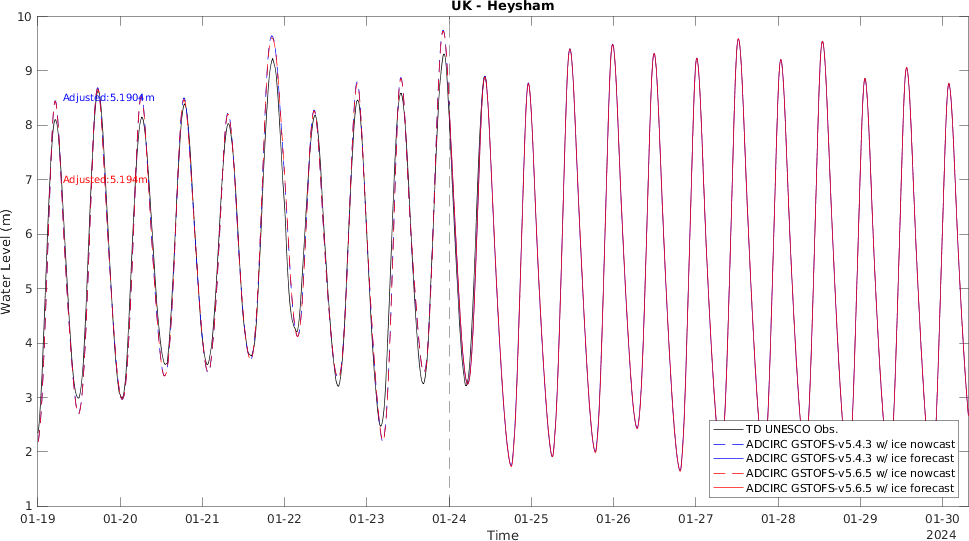 UK - Heysham
10
9
8
7
6
5
4
3
2
1
Water Level (m)
Adjusted:5.1904m
Adjusted:5.194m
TD UNESCO Obs.
ADCIRC GSTOFS-v5.4.3 w/ ice nowcast
ADCIRC GSTOFS-v5.4.3 w/ ice forecast
ADCIRC GSTOFS-v5.6.5 w/ ice nowcast
ADCIRC GSTOFS-v5.6.5 w/ ice forecast
01-19 01-20 01-21 01-22 01-23 01-24 01-25 01-26 01-27 01-28 01-29 01-30
Time
2024